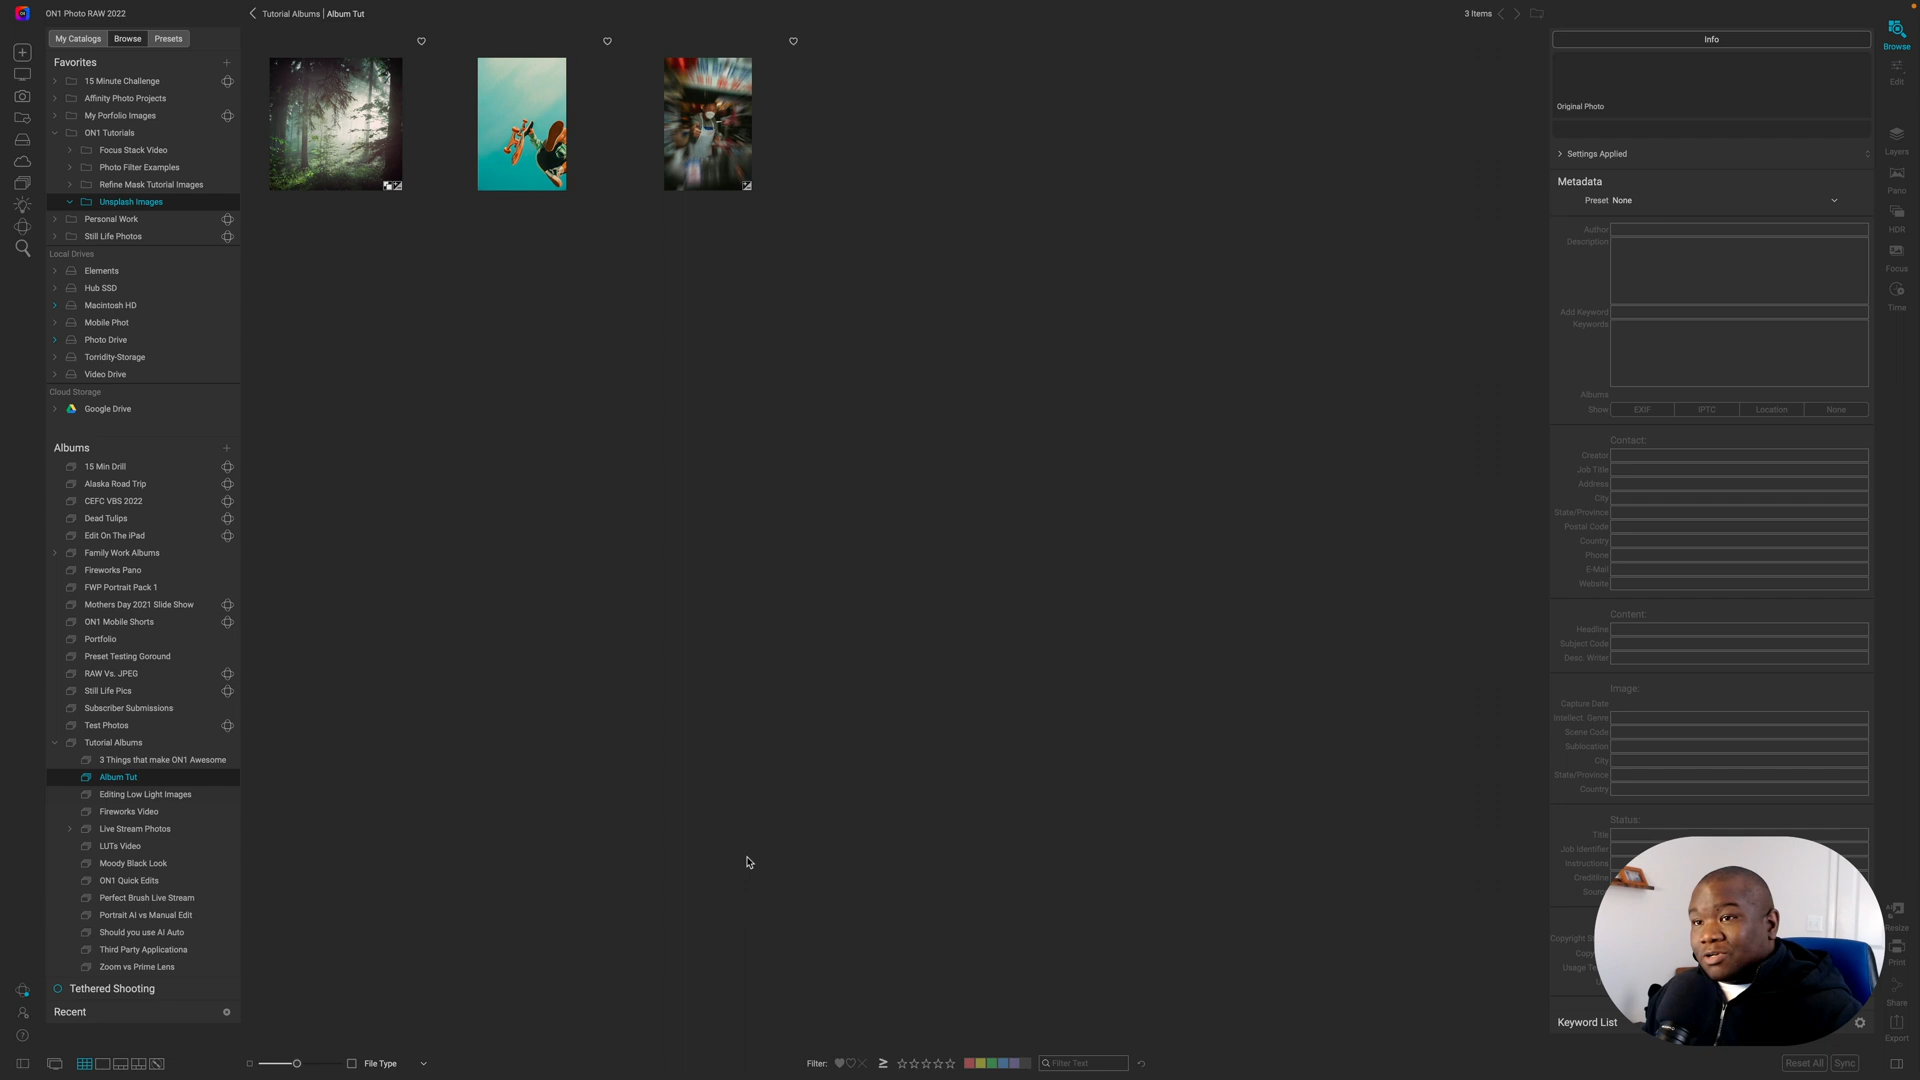 ON1 Photo RAW 2022
Tutorial Albums | Album Tut
3 Items
My Catalogs
Browse
Presets
Favorites
15 Minute Challenge
Affinity Photo Projects
My Porfolio Images
ON1 Tutorials
Focus Stack Video
Photo Filter Examples
Refine Mask Tutorial Images
Unsplash Images
Personal Work
Still Life Photos
Local Drives
Elements
Hub SSD
Macintosh HD
Mobile Phot
Photo Drive
Torridity-Storage
Video Drive
Cloud Storage
Google Drive
Albums
15 Min Drill
Alaska Road Trip
CEFC VBS 2022
Dead Tulips
Edit On The iPad
Family Work Albums
Fireworks Pano
FWP Portrait Pack 1
Mothers Day 2021 Slide Show
ON1 Mobile Shorts
Portfolio
Preset Testing Goround
RAW Vs. JPEG
Still Life Pics
Subscriber Submissions
Test Photos
Tutorial Albums
3 Things that make ON1 Awesome
Album Tut
Editing Low Light Images
Fireworks Video
Live Stream Photos
LUTs Video
Moody Black Look
ON1 Quick Edits
Perfect Brush Live Stream
Portrait AI vs Manual Edit
Should you use AI Auto
Third Party Applicationa
Zoom vs Prime Lens
Tethered Shooting
Recent
File Type
Filter:
Filter Text
Info
Original Photo
Settings Applied
Metadata
Preset None
Author
Description
Add Keyword
Keywords
Albums
Show EXIF IPTC Location None
Contact:
Creator
Job Title
Address
City
State/Province
Postal Code
Country
Phone
E-Mail
Website
Content:
Headline
Subject Code
Desc. Writer
Image:
Capture Date
Intellect. Genre
Scene Code
Sublocation
City
State/Province
Country
Status:
Title
Job Identifier
Instructions
Creditline
Keyword List
Reset All
Sync
Browse
Edit
Layers
Pano
HDR
Focus
Time
Resize
Print
Share
Export